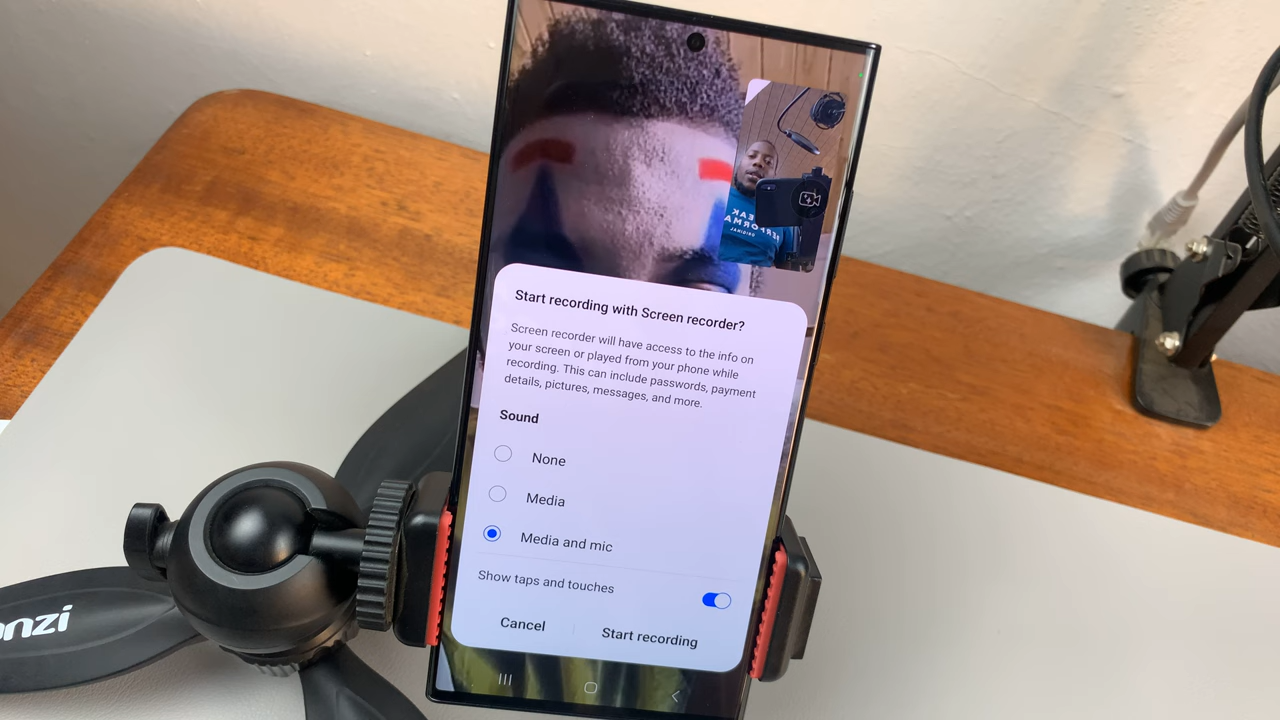 Start recording with Screen recorder?
Screen recorder will have access to the info on
your screen or played from your phone while
recording. This can include passwords, payment
details, pictures, messages, and more.
Sound
None
Media
Media and mic
Show taps and touches
Cancel
Start recording
nzi